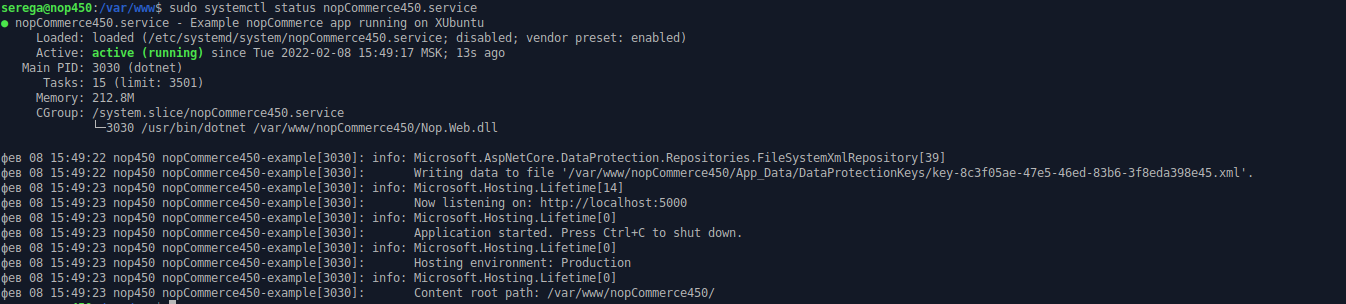 serega@nop450:/var/www$ sudo systemctl status nopCommerce450.service
● nopCommerce450.service - Example nopCommerce app running on XUbuntu
Loaded: loaded (/etc/systemd/system/nopCommerce450.service; disabled; vendor preset: enabled)
Active: active (running) since Tue 2022-02-08 15:49:17 MSK; 13s ago
Main PID: 3030 (dotnet)
Tasks: 15 (limit: 3501)
Memory: 212.8M
CGroup: /system.slice/nopCommerce450.service
└─3030 /usr/bin/dotnet /var/www/nopCommerce450/Nop.Web.dll
фев 08 15:49:22 nop450 nopCommerce450-example[3030]: info: Microsoft.AspNetCore.DataProtection.Repositories.FileSystemXmlRepository[39]
фев 08 15:49:22 nop450 nopCommerce450-example[3030]: Writing data to file '/var/www/nopCommerce450/App_Data/DataProtectionKeys/key-8c3f05ae-47e5-46ed-83b6-3f8eda398e45.xml'.
фев 08 15:49:23 nop450 nopCommerce450-example[3030]: info: Microsoft.Hosting.Lifetime[14]
фев 08 15:49:23 nop450 nopCommerce450-example[3030]: Now listening on: http://localhost:5000
фев 08 15:49:23 nop450 nopCommerce450-example[3030]: info: Microsoft.Hosting.Lifetime[0]
фев 08 15:49:23 nop450 nopCommerce450-example[3030]: Application started. Press Ctrl+C to shut down.
фев 08 15:49:23 nop450 nopCommerce450-example[3030]: info: Microsoft.Hosting.Lifetime[0]
фев 08 15:49:23 nop450 nopCommerce450-example[3030]: Hosting environment: Production
фев 08 15:49:23 nop450 nopCommerce450-example[3030]: info: Microsoft.Hosting.Lifetime[0]
фев 08 15:49:23 nop450 nopCommerce450-example[3030]: Content root path: /var/www/nopCommerce450/